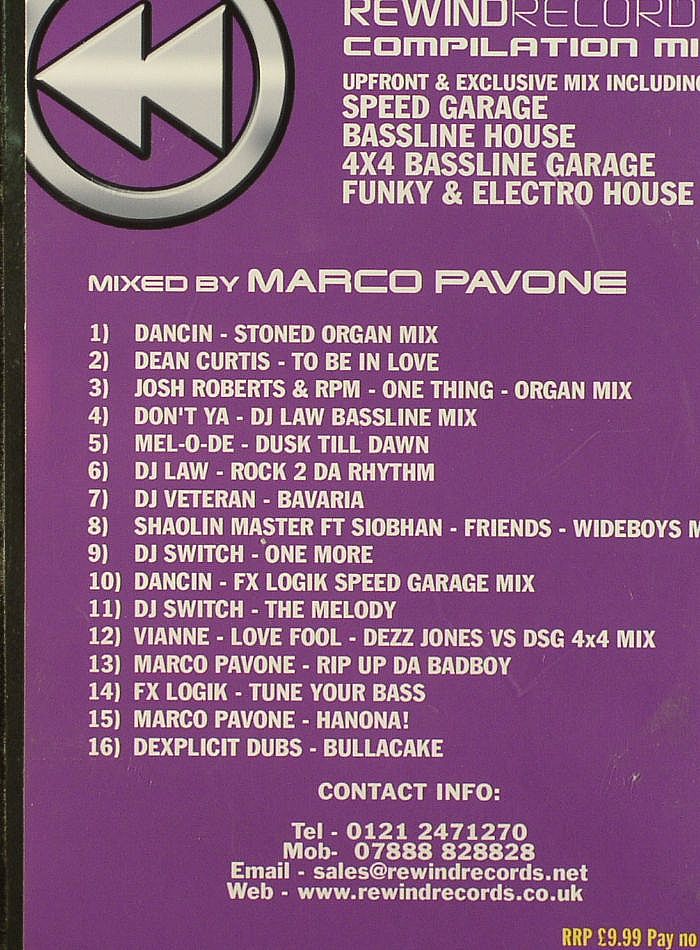 REWINDRECORD
COMPILATION MI
UPFRONT & EXCLUSIVE MIX INCLUDING
SPEED GARAGE
BASSLINE HOUSE
4X4 BASSLINE GARAGE
FUNKY & ELECTRO HOUSE
MIXED BY MARCO PAVONE
1) DANCIN - STONED ORGAN MIX
2) DEAN CURTIS - TO BE IN LOVE
3) JOSH ROBERTS & RPM - ONE THING - ORGAN MIX
4) DON'T YA - DJ LAW BASSLINE MIX
5) MEL-O-DE - DUSK TILL DAWN
6) DJ LAW - ROCK 2 DA RHYTHM
7) DJ VETERAN - BAVARIA
8) SHAOLIN MASTER FT SIOBHAN - FRIENDS - WIDEBOYS M
9) DJ SWITCH - ONE MORE
10) DANCIN - FX LOGIK SPEED GARAGE MIX
11) DJ SWITCH - THE MELODY
12) VIANNE - LOVE FOOL - DEZZ JONES VS DSG 4x4 MIX
13) MARCO PAVONE - RIP UP DA BADBOY
14) FX LOGIK - TUNE YOUR BASS
15) MARCO PAVONE - HANONA!
16) DEXPLICIT DUBS - BULLACAKE
CONTACT INFO:
Tel - 0121 2471270
Mob- 07888 828828
Email - sales@rewindrecords.net
Web - www.rewindrecords.co.uk
RRP £9.99 Pay no